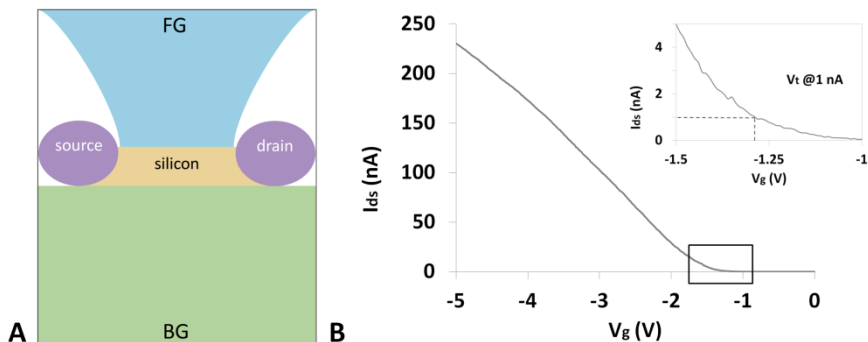 FG
source
drain
silicon
BG
A
B
250
200
150
100
50
0
Ids (nA)
-5
-4
-3
-2
-1
0
Vg (V)
4
2
0
Ids (nA)
Vt @1 nA
-1.5
-1.25
-1
Vg (V)